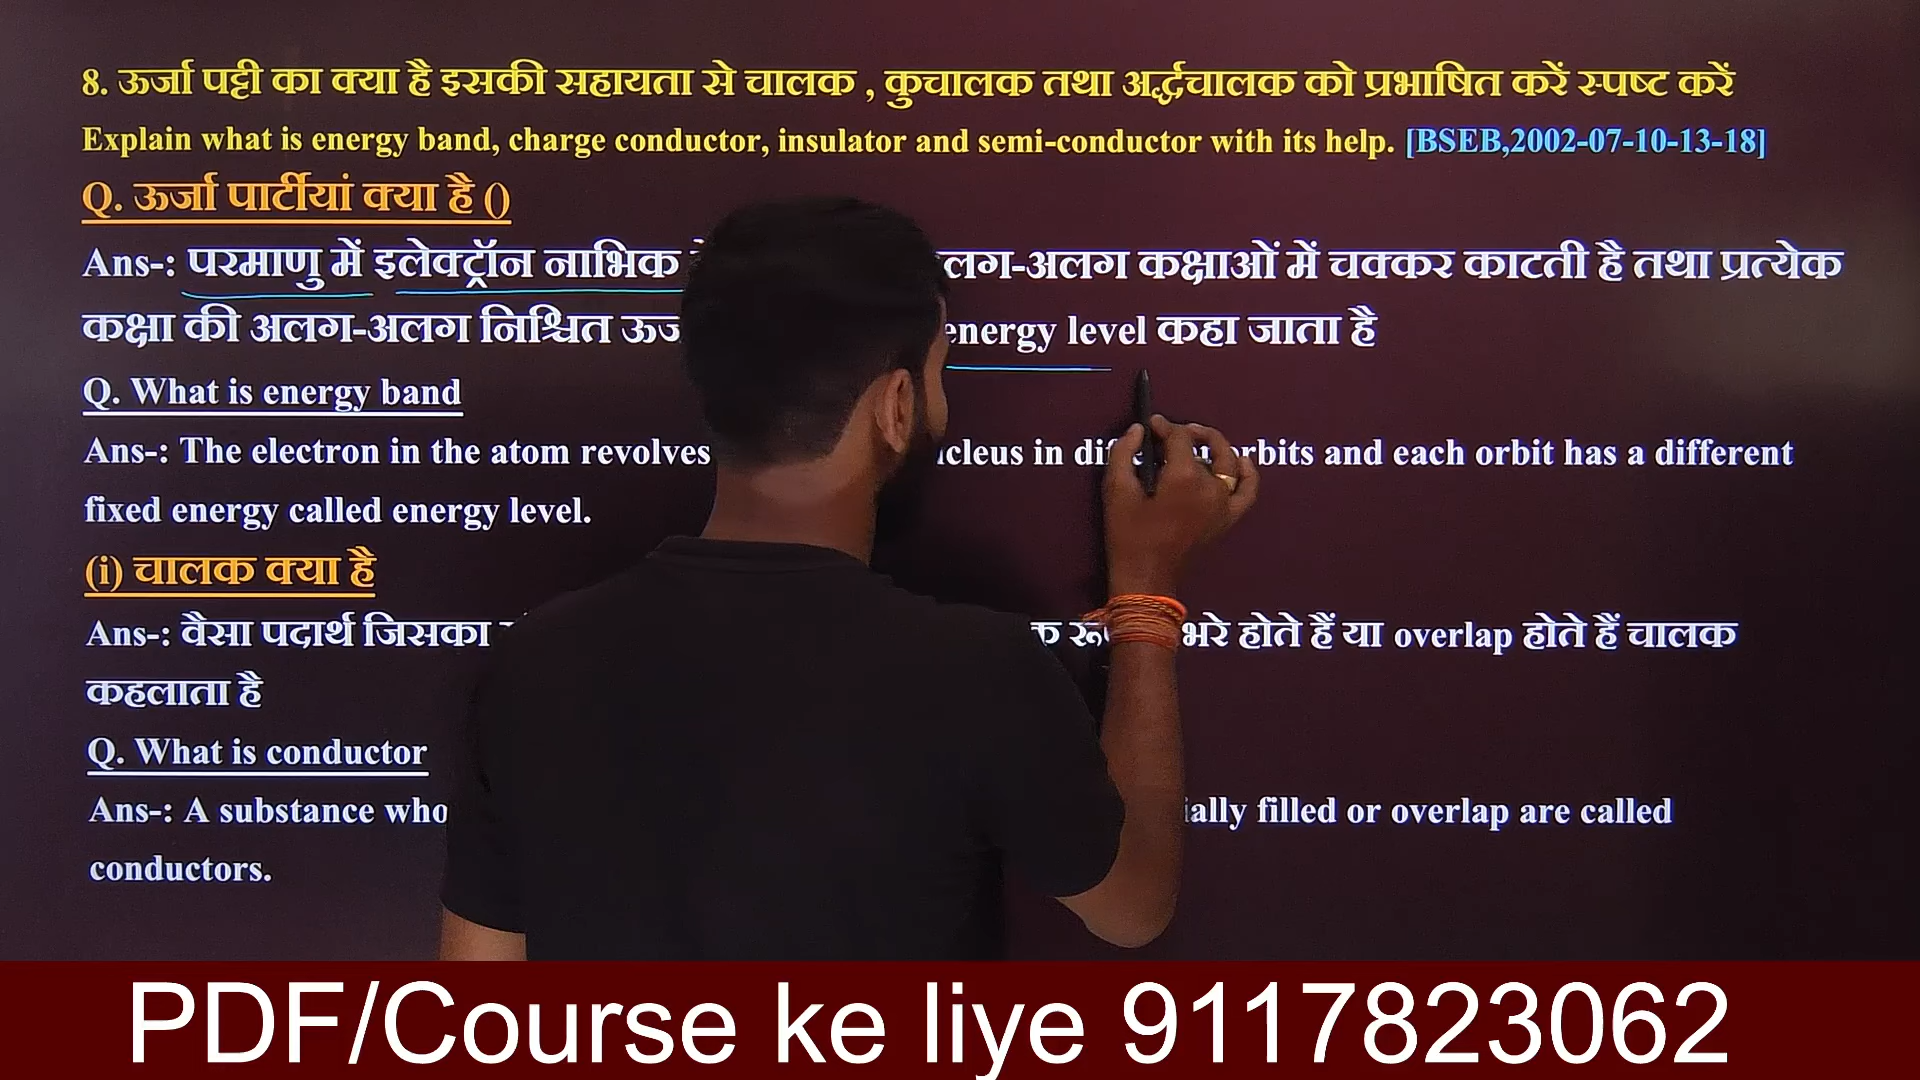 8. ऊर्जा पट्टी का क्या है इसकी सहायता से चालक , कुचालक तथा अर्द्धचालक को प्रभाषित करें स्पष्ट करें
Explain what is energy band, charge conductor, insulator and semi-conductor with its help. [BSEB,2002-07-10-13-18]
Q. ऊर्जा पार्टीयां क्या है ()
Ans-: परमाणु में इलेक्ट्रॉन नाभिक कक्षाओं में चक्कर काटती है तथा प्रत्येक
कक्षा की अलग-अलग निश्चित energy level कहा जाता है
Q. What is energy band
Ans-: The electron in the atom revolves in orbits and each orbit has a different
fixed energy called energy level.
(i) चालक क्या है
Ans-: वैसा पदार्थ जिसका भरे होते हैं या overlap होते हैं चालक
कहलाता है
Q. What is conductor
Ans-: A substance filled or overlap are called
conductors.
PDF/Course ke liye 9117823062